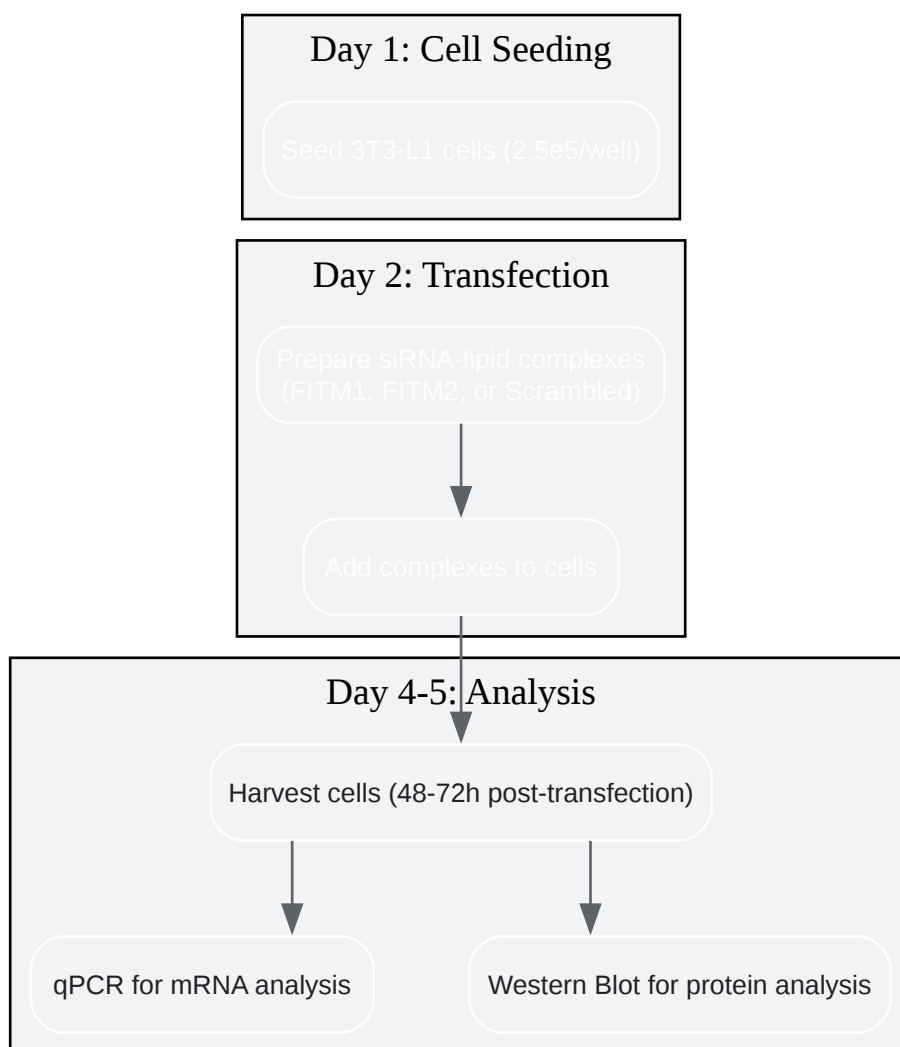 Day 1: Cell Seeding
Seed 3T3-L1 cells (2.5e5/well)
Day 2: Transfection
Prepare siRNA-lipid complexes
(FITM1, FITM2, or Scrambled)
Add complexes to cells
Day 4-5: Analysis
Harvest cells (48-72h post-transfection)
qPCR for mRNA analysis
Western Blot for protein analysis